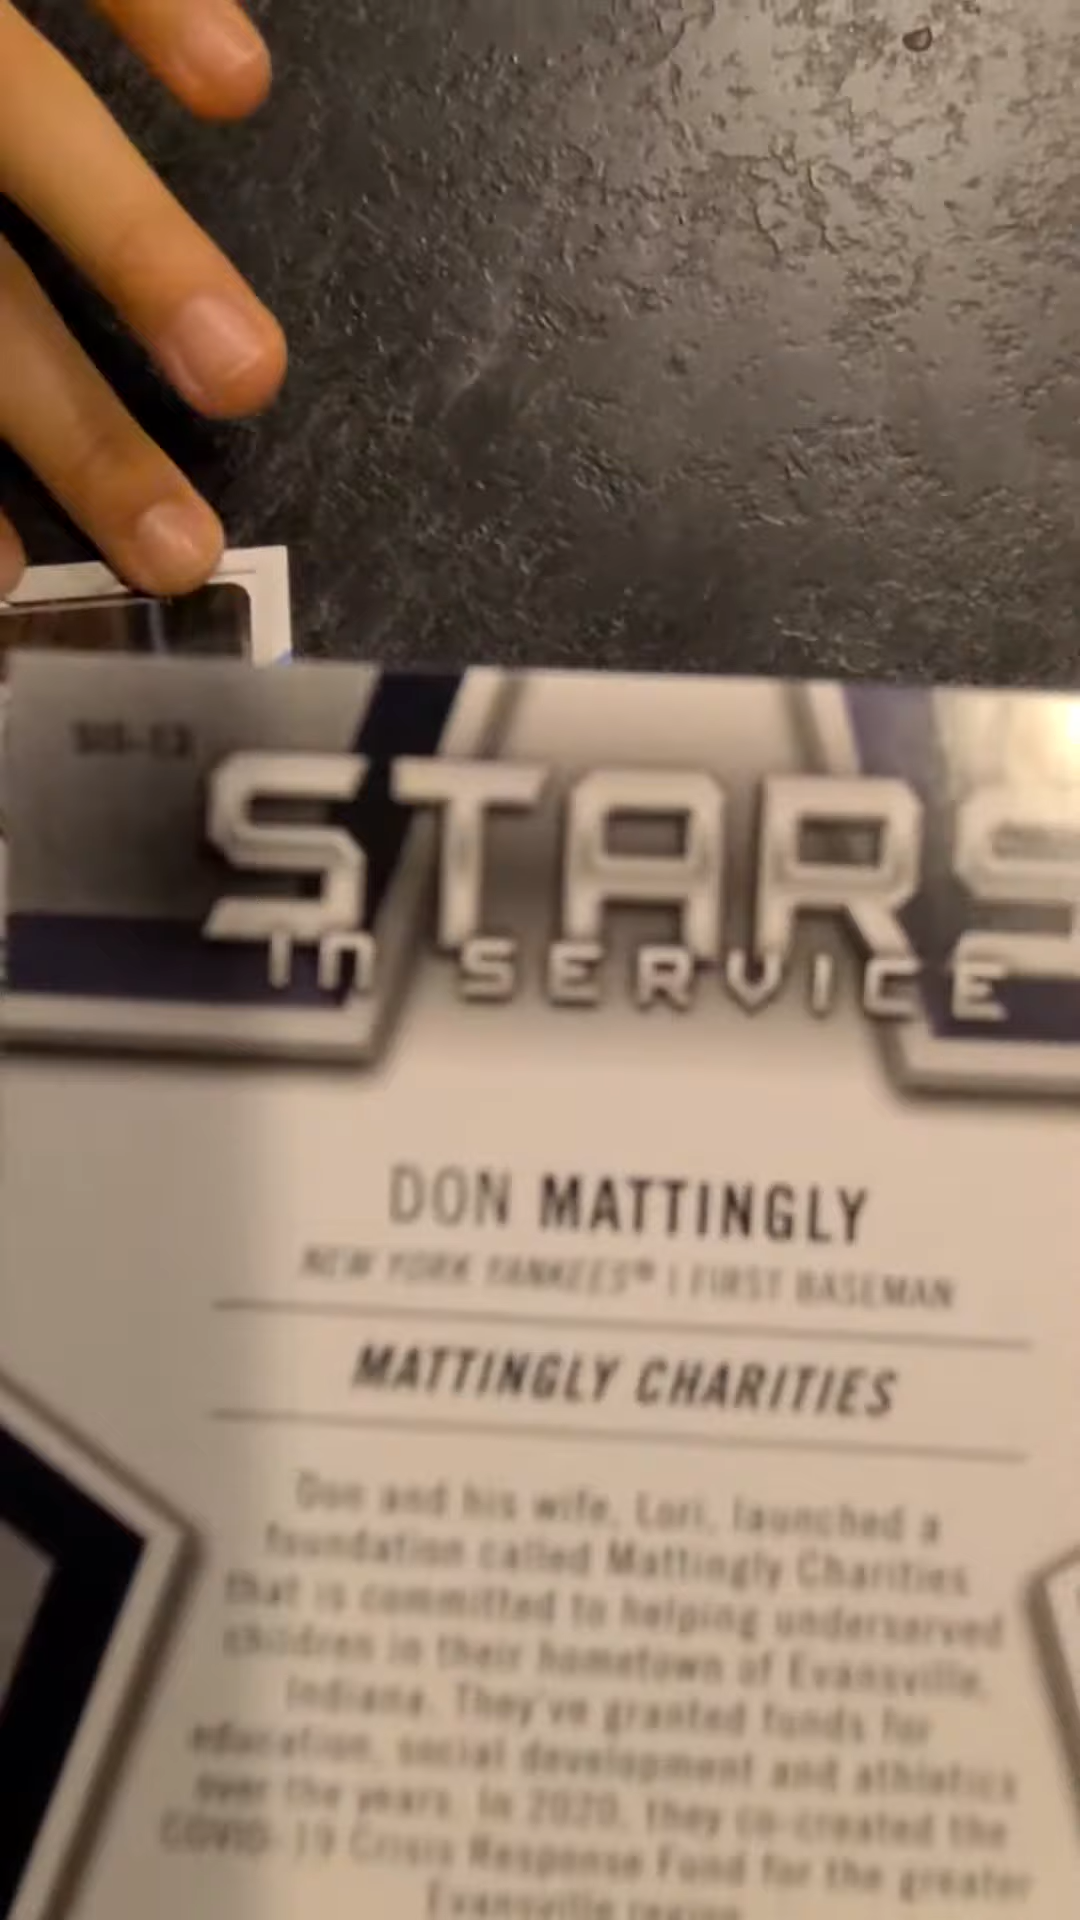 STARS
IN SERVICE
DON MATTINGLY
NEW YORK YANKEES® | FIRST BASEMAN
MATTINGLY CHARITIES
Don and his wife, Lori, launched a
foundation called Mattingly Charities
that is committed to helping underserved
children in their hometown of Evansville,
Indiana. They've granted funds for
education, social development and athletics
over the years. In 2020, they co-created the
COVID-19 Crisis Response Fund for the greater
Evansville region.